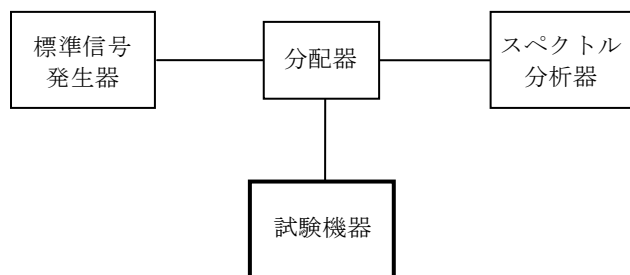 標準信号
発生器
分配器
スペクトル
分析器
試験機器